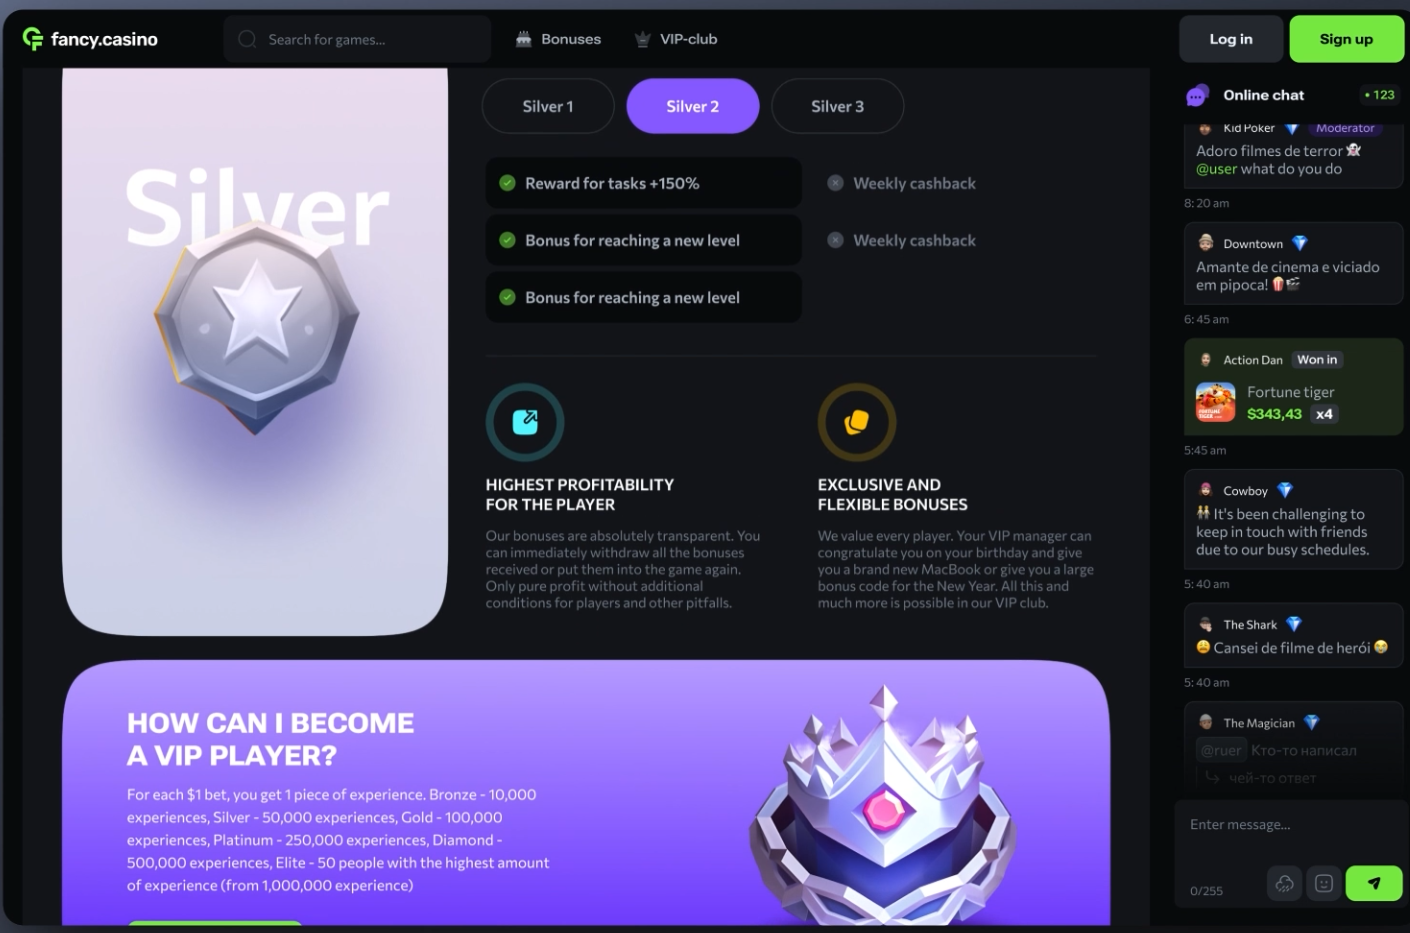 fancy.casino
Search for games...
Bonuses
VIP-club
Log in
Sign up
Silver
Silver 1
Silver 2
Silver 3
Reward for tasks +150%
Weekly cashback
Bonus for reaching a new level
Weekly cashback
Bonus for reaching a new level
HIGHEST PROFITABILITY
FOR THE PLAYER
Our bonuses are absolutely transparent. You
can immediately withdraw all the bonuses
received or put them into the game again.
Only pure profit without additional
conditions for players and other pitfalls.
EXCLUSIVE AND
FLEXIBLE BONUSES
We value every player. Your VIP manager can
congratulate you on your birthday and give
you a brand new MacBook or give you a large
bonus code for the New Year. All this and
much more is possible in our VIP club.
HOW CAN I BECOME
A VIP PLAYER?
For each $1 bet, you get 1 piece of experience. Bronze - 10,000
experiences, Silver - 50,000 experiences, Gold - 100,000
experiences, Platinum - 250,000 experiences, Diamond -
500,000 experiences, Elite - 50 people with the highest amount
of experience (from 1,000,000 experience)
Online chat
• 123
Kid Poker 💎 Moderator
Adoro filmes de terror 👻
@user what do you do
8:20 am
Downtown 💎
Amante de cinema e viciado
em pipoca! 🍿🎬
6:45 am
Action Dan Won in
FORTUNE
TIGER
Fortune tiger
$343,43 x4
5:45 am
Cowboy 💎
👬 It's been challenging to
keep in touch with friends
due to our busy schedules.
5:40 am
The Shark 💎
😩 Cansei de filme de herói 😭
5:40 am
The Magician 💎
@ruer Кто-то написал
чей-то ответ
Enter message...
0/255